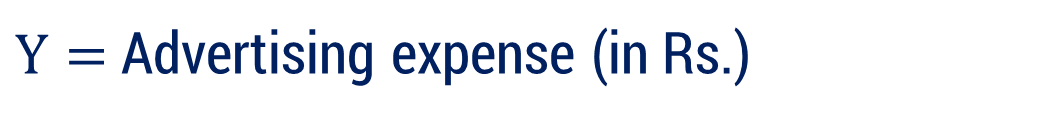 Y = Advertising expense (in Rs.)